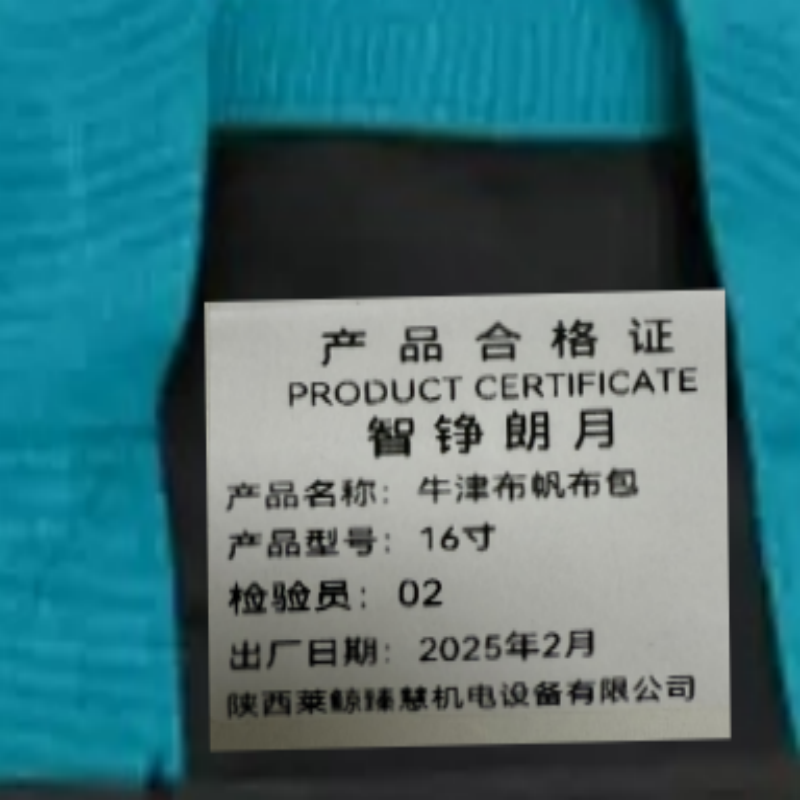 产品合格证
PRODUCT CERTIFICATE
智铮朗月
产品名称：牛津布帆布包
产品型号：16寸
检验员：02
出厂日期：2025年2月
陕西莱鲸臻慧机电设备有限公司